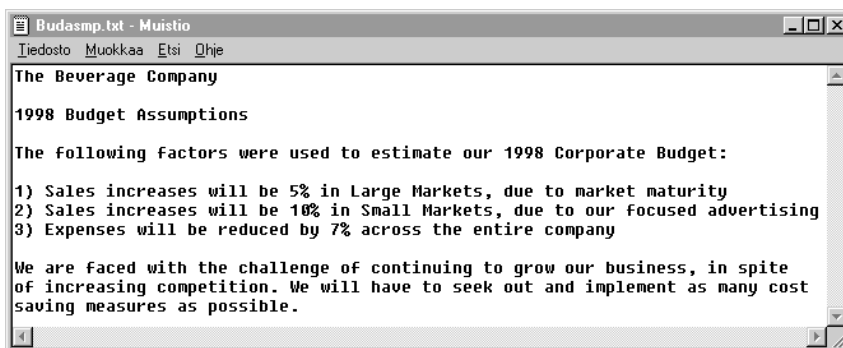 Budasmp.txt - Muistio
Tiedosto Muokkaa Etsi Ohje
The Beverage Company
1998 Budget Assumptions
The following factors were used to estimate our 1998 Corporate Budget:
1) Sales increases will be 5% in Large Markets, due to market maturity
2) Sales increases will be 10% in Small Markets, due to our focused advertising
3) Expenses will be reduced by 7% across the entire company
We are faced with the challenge of continuing to grow our business, in spite
of increasing competition. We will have to seek out and implement as many cost
saving measures as possible.